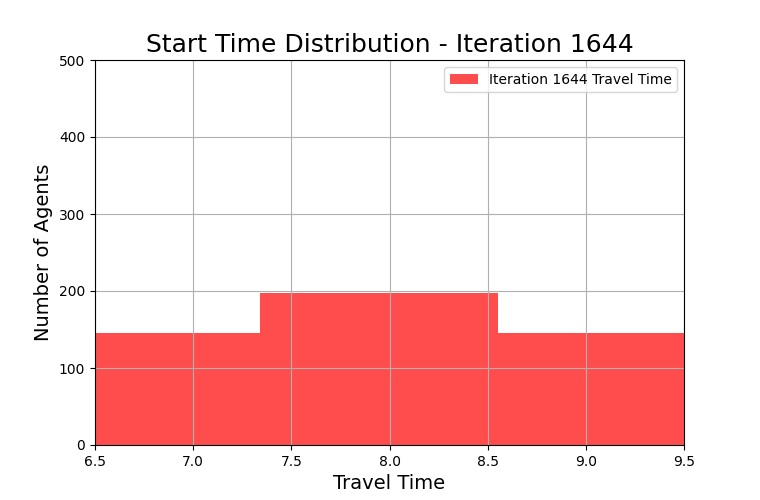 Start Time Distribution - Iteration 1644
Iteration 1644 Travel Time
Number of Agents
500
400
300
200
100
0
6.5 7.0 7.5 8.0 8.5 9.0 9.5
Travel Time